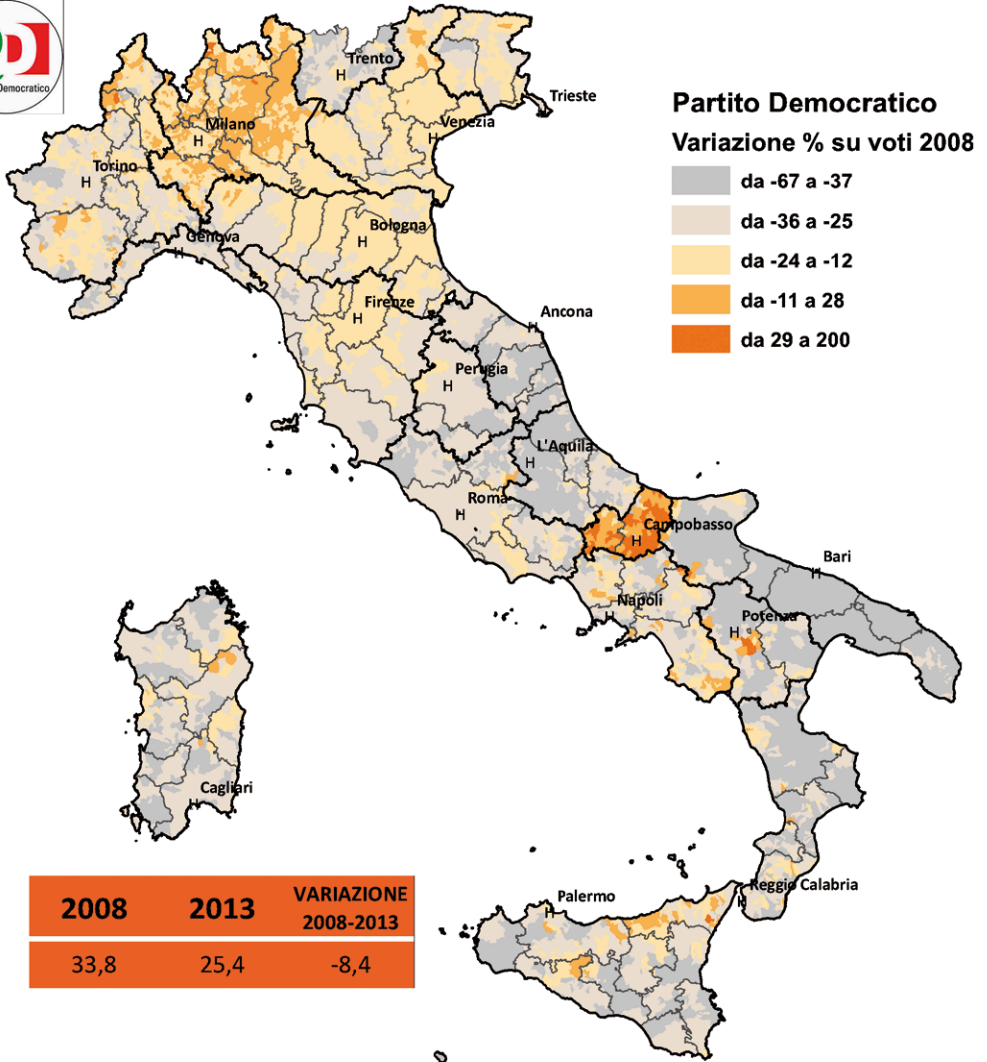 D
Democratico
Partito Democratico
Variazione % su voti 2008
da -67 a -37
da -36 a -25
da -24 a -12
da -11 a 28
da 29 a 200
Trento
H
Trieste
Milano
H
Venezia
H
Torino
H
Genova
H
Bologna
H
Firenze
H
Ancona
H
Perugia
H
L'Aquila
H
Roma
H
Campobasso
H
Bari
H
Napoli
H
Potenza
H
Cagliari
H
Reggio Calabria
H
Palermo
H
2008 2013 VARIAZIONE 2008-2013
33,8 25,4 -8,4